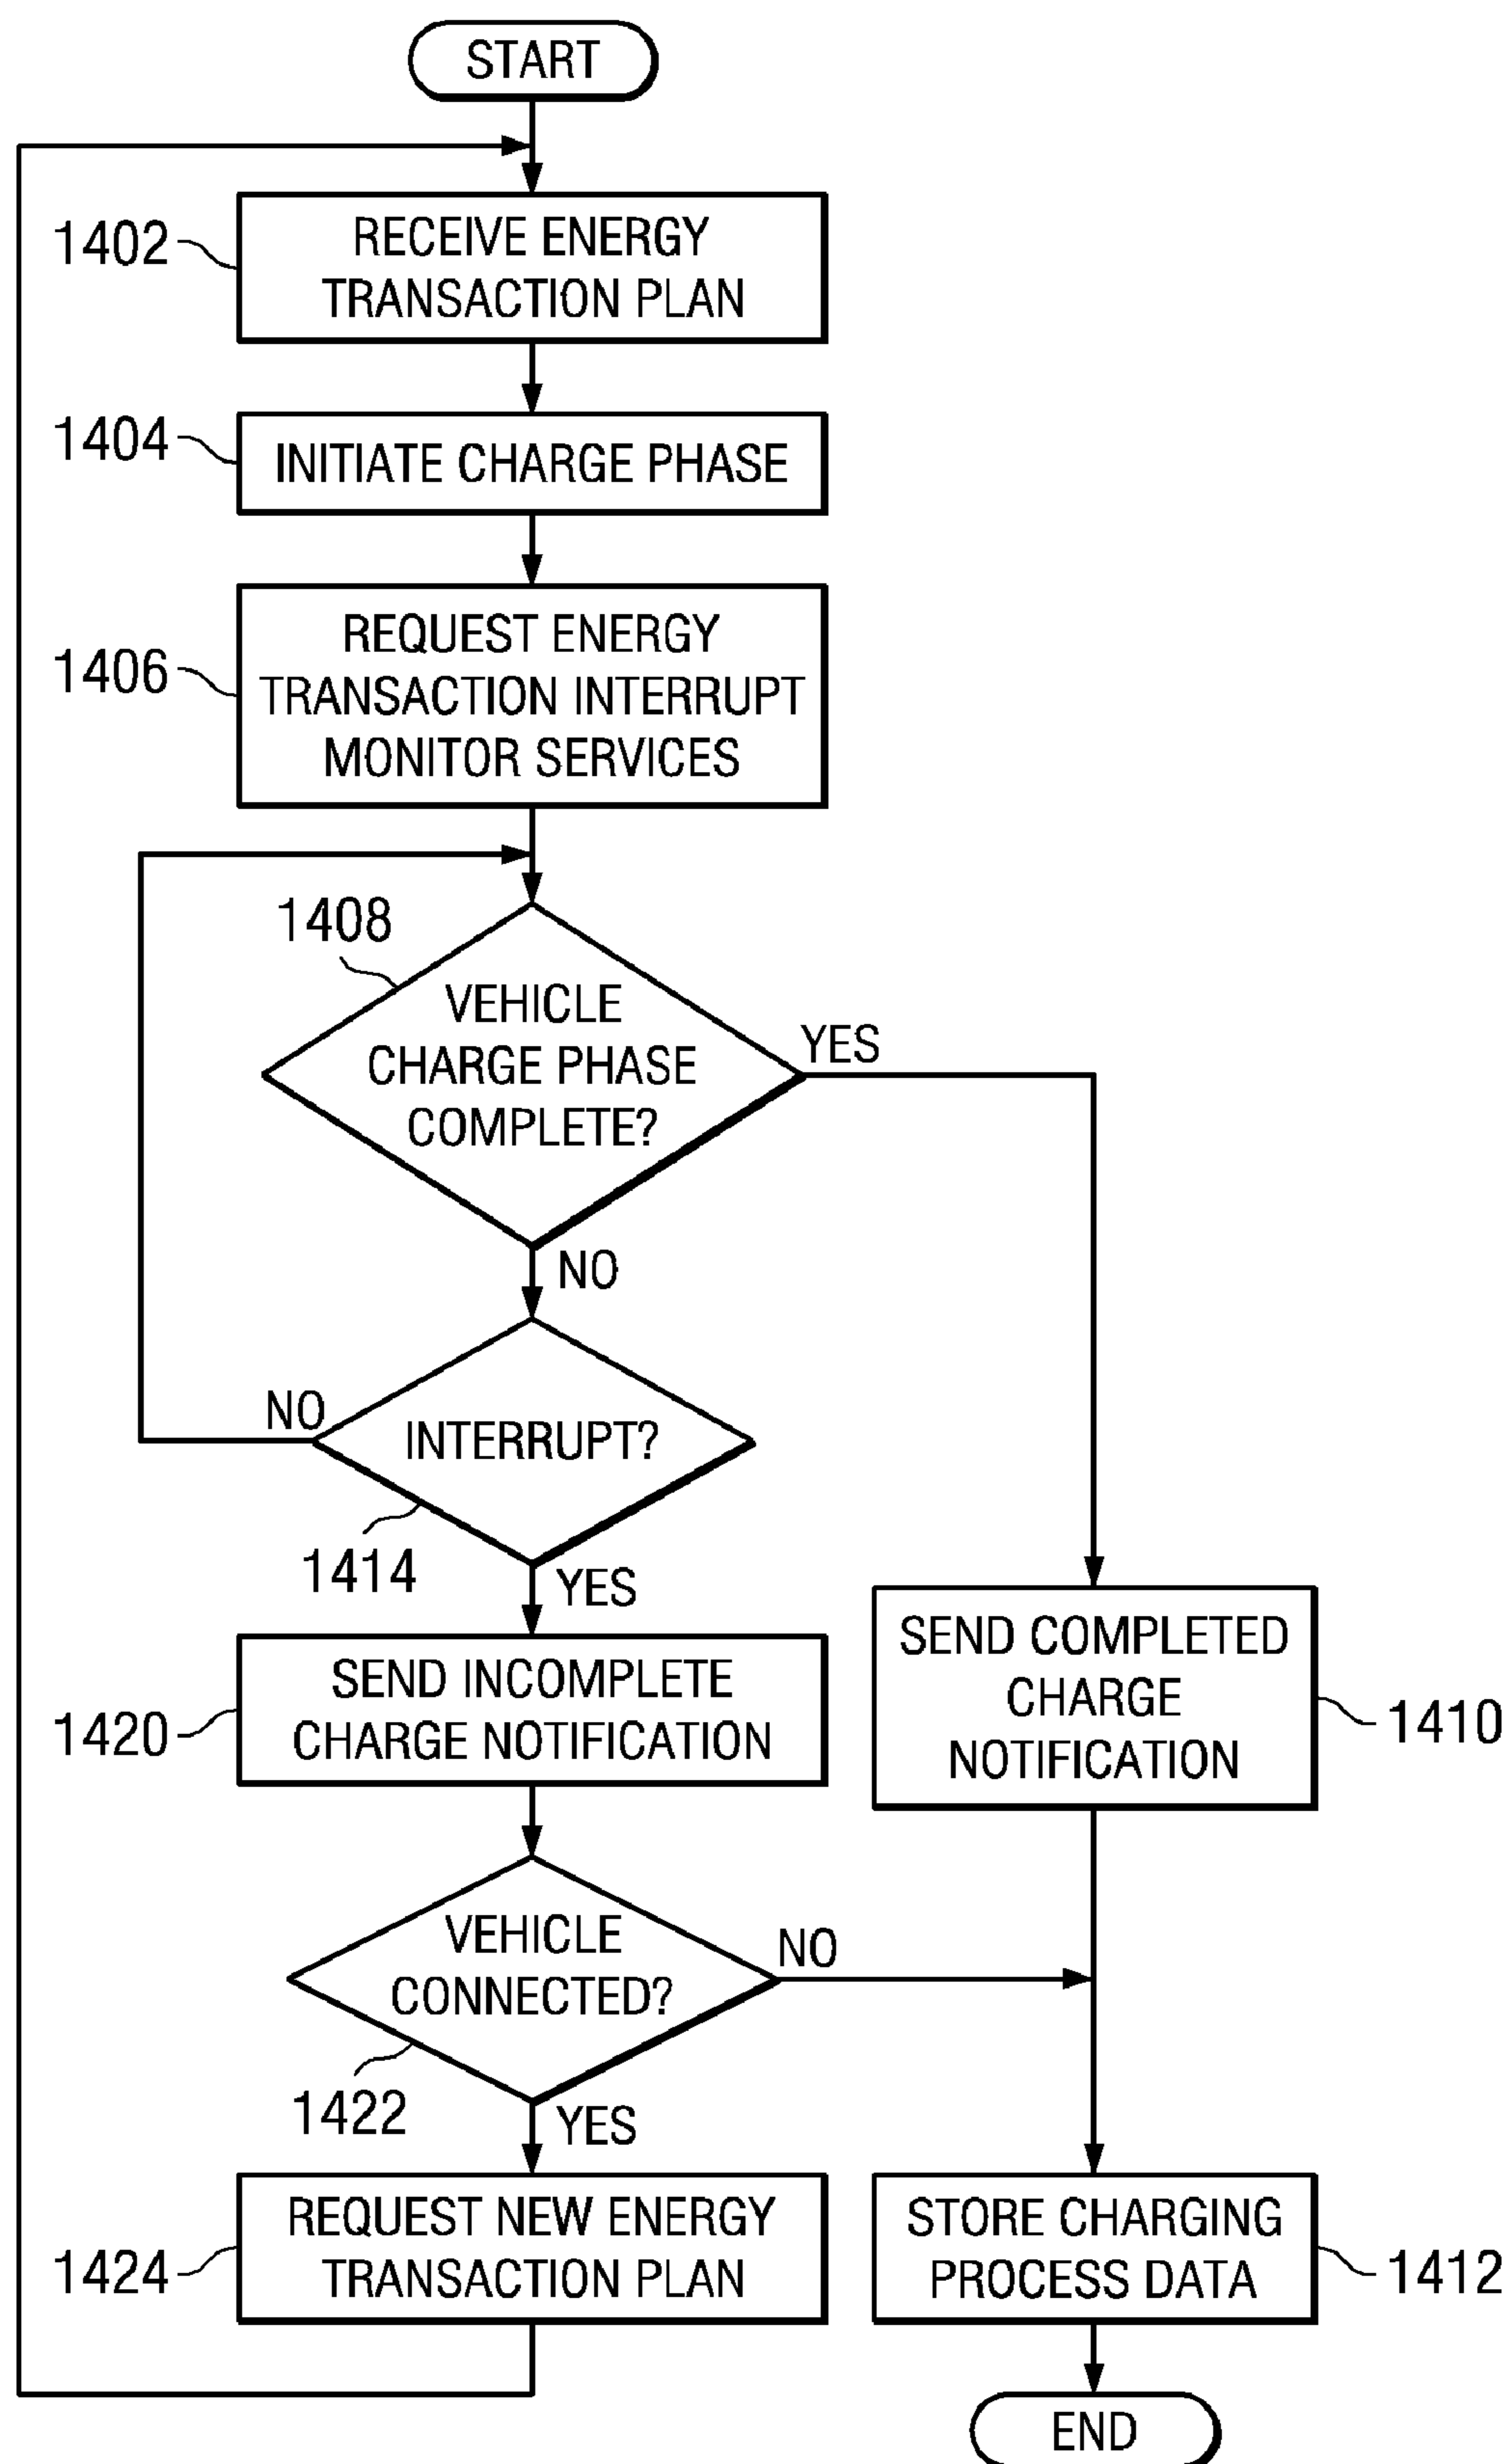 START
1402
RECEIVE ENERGY
TRANSACTION PLAN
1404
INITIATE CHARGE PHASE
1406
REQUEST ENERGY
TRANSACTION INTERRUPT
MONITOR SERVICES
1408
VEHICLE
CHARGE PHASE
COMPLETE?
YES
NO
NO
INTERRUPT?
1414
YES
1420
SEND INCOMPLETE
CHARGE NOTIFICATION
SEND COMPLETED
CHARGE
NOTIFICATION
1410
VEHICLE
CONNECTED?
NO
1422
YES
1424
REQUEST NEW ENERGY
TRANSACTION PLAN
STORE CHARGING
PROCESS DATA
1412
END